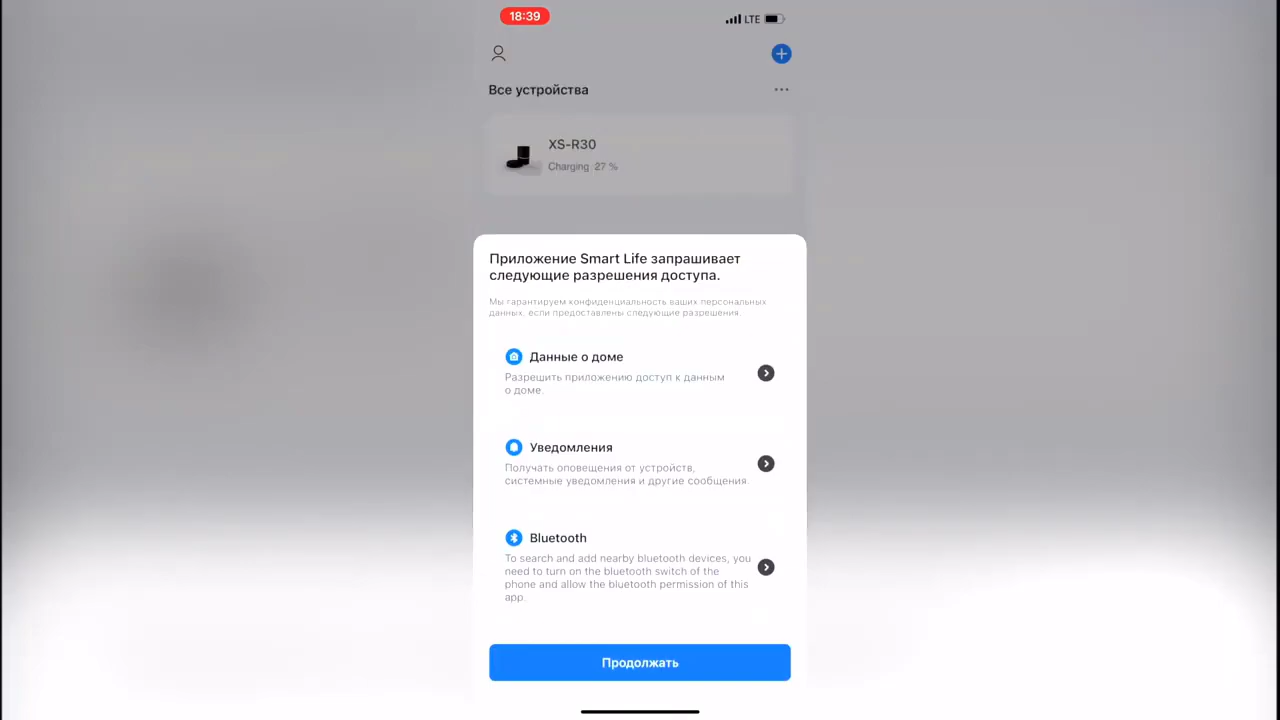 18:39
LTE
Все устройства
XS-R30
Charging 27 %
Приложение Smart Life запрашивает
следующие разрешения доступа.
Мы гарантируем конфиденциальность ваших персональных
данных, если предоставлены следующие разрешения.
Данные о доме
Разрешить приложению доступ к данным
о доме.
Уведомления
Получать оповещения от устройств,
системные уведомления и другие сообщения.
Bluetooth
To search and add nearby bluetooth devices, you
need to turn on the bluetooth switch of the
phone and allow the bluetooth permission of this
app.
Продолжать